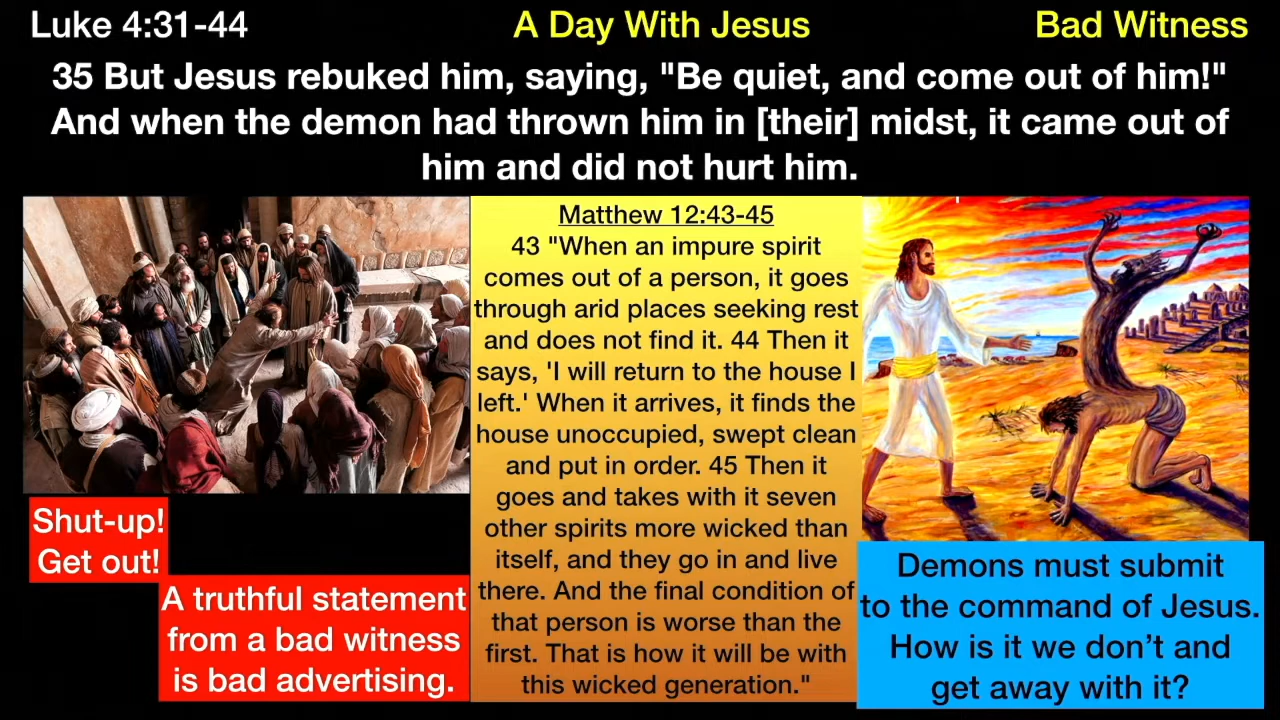 Luke 4:31-44
A Day With Jesus
Bad Witness
35 But Jesus rebuked him, saying, "Be quiet, and come out of him!"
And when the demon had thrown him in [their] midst, it came out of
him and did not hurt him.
Matthew 12:43-45
43 "When an impure spirit
comes out of a person, it goes
through arid places seeking rest
and does not find it. 44 Then it
says, 'I will return to the house I
left.' When it arrives, it finds the
house unoccupied, swept clean
and put in order. 45 Then it
goes and takes with it seven
other spirits more wicked than
itself, and they go in and live
there. And the final condition of
that person is worse than the
first. That is how it will be with
this wicked generation."
Shut-up!
Get out!
A truthful statement
from a bad witness
is bad advertising.
Demons must submit
to the command of Jesus.
How is it we don’t and
get away with it?